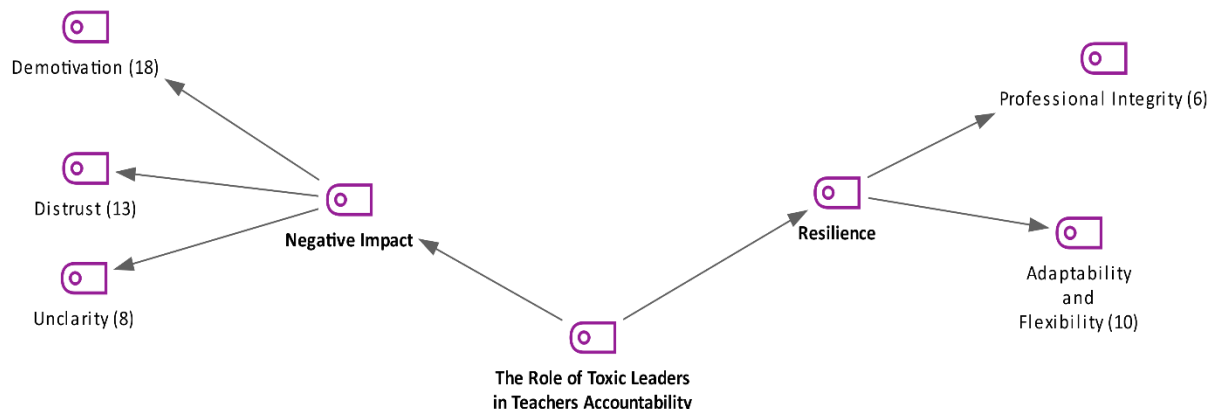 Demotivation (18)
Distrust (13)
Unclarity (8)
Negative Impact
The Role of Toxic Leaders
in Teachers Accountability
Resilience
Professional Integrity (6)
Adaptability
and
Flexibility (10)